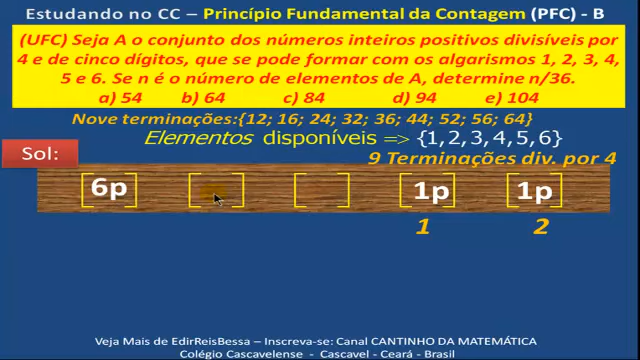 Estudando no CC – Princípio Fundamental da Contagem (PFC) - B
(UFC) Seja A o conjunto dos números inteiros positivos divisíveis por
4 e de cinco dígitos, que se pode formar com os algarismos 1, 2, 3, 4,
5 e 6. Se n é o número de elementos de A, determine n/36.
a) 54 b) 64 c) 84 d) 94 e) 104
Nove terminações:{12; 16; 24; 32; 36; 44; 52; 56; 64}
Elementos disponíveis => {1,2,3,4,5,6}
Sol:
9 Terminações div. por 4
[6p] [ ] [ ] [1p] [1p]
1 2
Veja Mais de EdirReisBessa – Inscreva-se: Canal CANTINHO DA MATEMÁTICA
Colégio Cascavelense - Cascavel – Ceará - Brasil